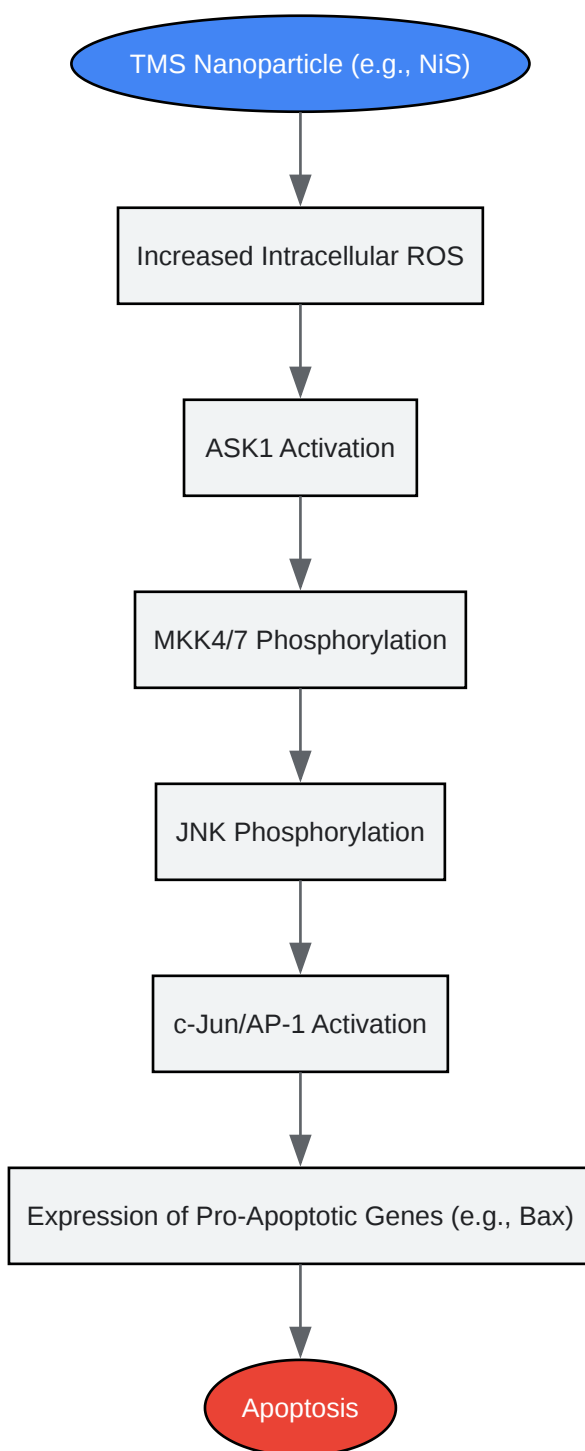 TMS Nanoparticle (e.g., NiS)
Increased Intracellular ROS
ASK1 Activation
MKK4/7 Phosphorylation
JNK Phosphorylation
c-Jun/AP-1 Activation
Expression of Pro-Apoptotic Genes (e.g., Bax)
Apoptosis